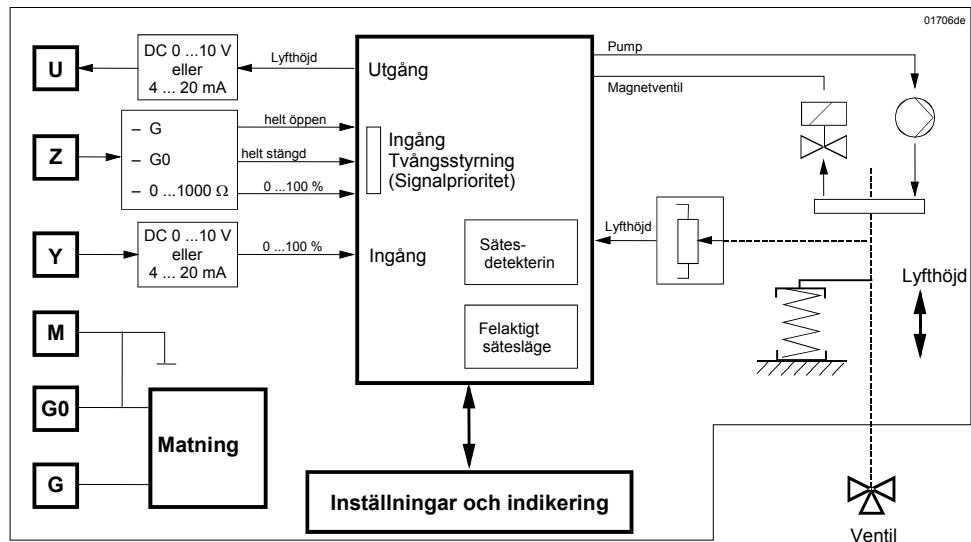 01706de
U
DC 0 ...10 V
eller
4 ... 20 mA
Lyfthöjd
Utgång
Pump
Magnetventil
Z
– G
– G0
– 0 ...1000 Ω
helt öppen
helt stängd
0 ...100 %
Ingång
Tvångsstyrning
(Signalprioritet)
Y
DC 0 ...10 V
eller
4 ... 20 mA
0 ...100 %
Ingång
Sätes-
detekterin
Felaktigt
sätesläge
Lyfthöjd
Lyfthöjd
M
G0
G
Matning
Inställningar och indikering
Ventil